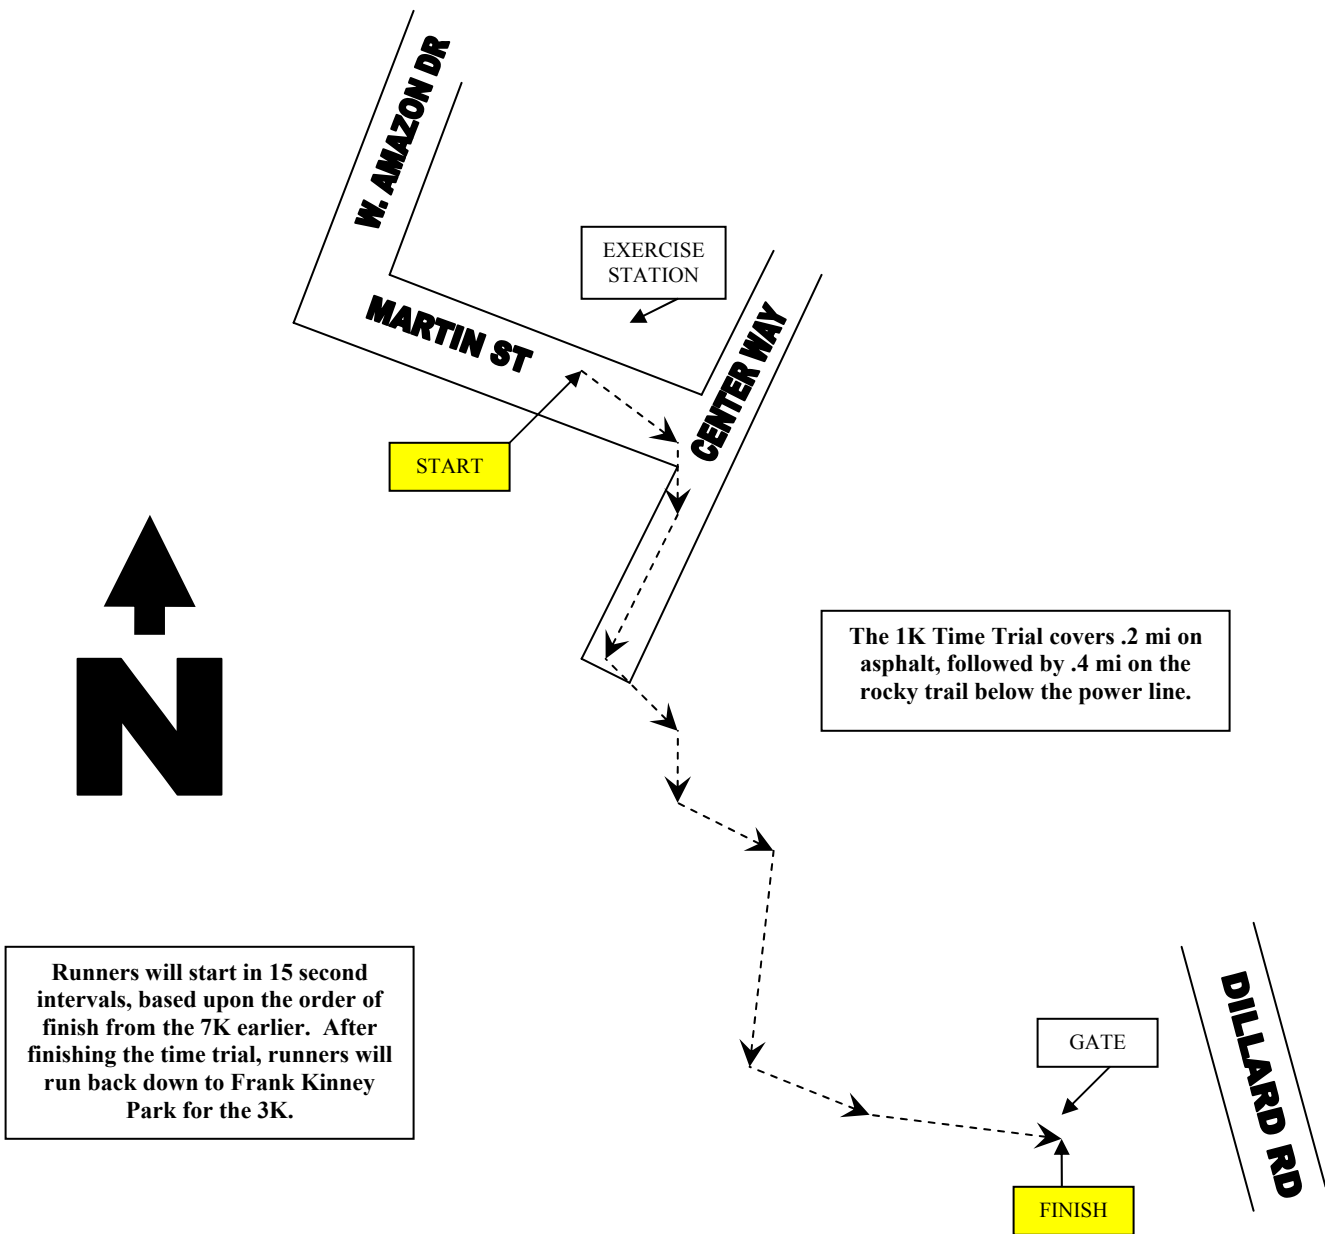 W. AMAZON DR
EXERCISE
STATION
MARTIN ST
CENTER WAY
START
N
The 1K Time Trial covers .2 mi on
asphalt, followed by .4 mi on the
rocky trail below the power line.
Runners will start in 15 second
intervals, based upon the order of
finish from the 7K earlier.  After
finishing the time trial, runners will
run back down to Frank Kinney
Park for the 3K.
GATE
DILLARD RD
FINISH